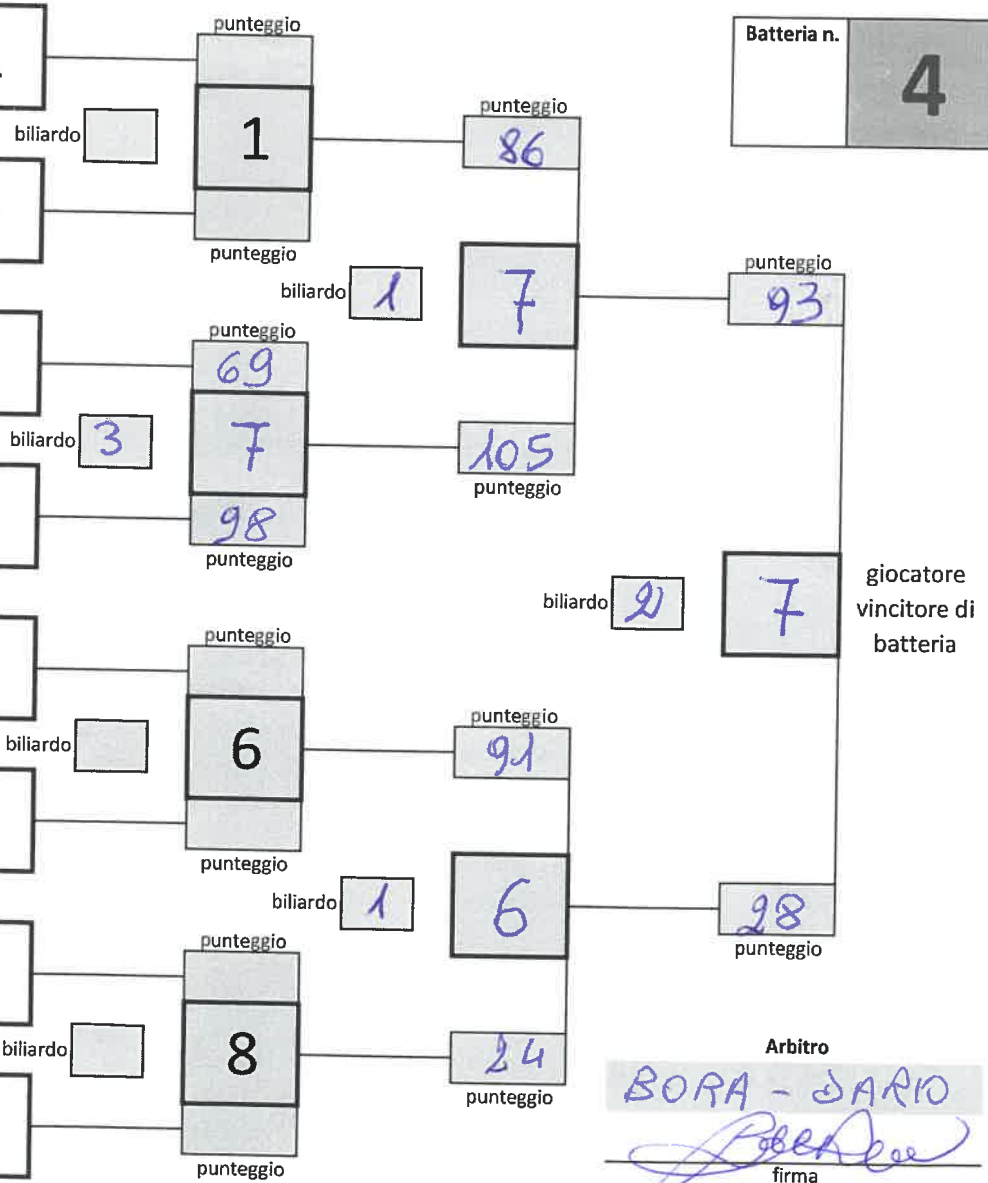 punteggio
Batteria n.
4
biliardo
1
punteggio
86
punteggio
biliardo
1
7
punteggio
93
punteggio
69
biliardo
3
7
105
punteggio
98
punteggio
biliardo
2
7
giocatore
vincitore di
batteria
punteggio
biliardo
6
punteggio
91
punteggio
biliardo
1
6
28
punteggio
punteggio
biliardo
8
24
punteggio
punteggio
Arbitro
BORA - DARIO
firma